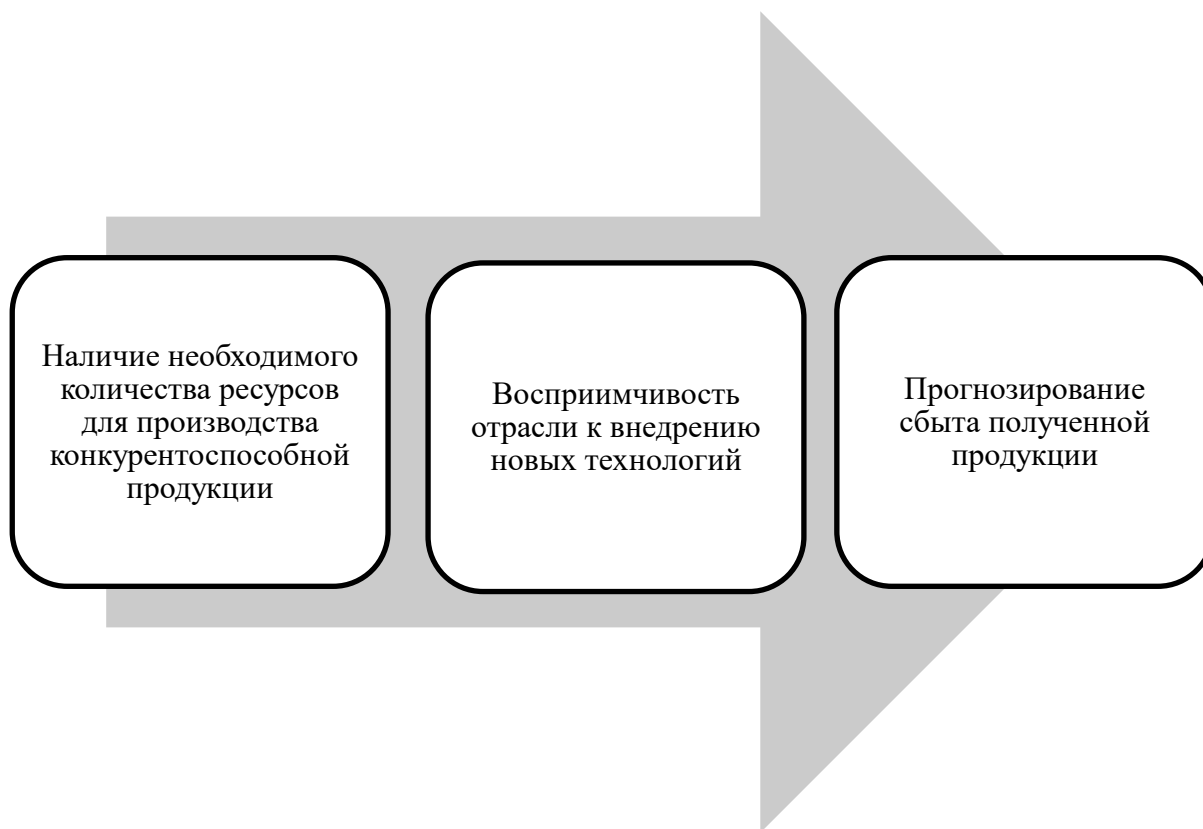 Наличие необходимого
количества ресурсов
для производства
конкурентоспособной
продукции
Восприимчивость
отрасли к внедрению
новых технологий
Прогнозирование
сбыта полученной
продукции